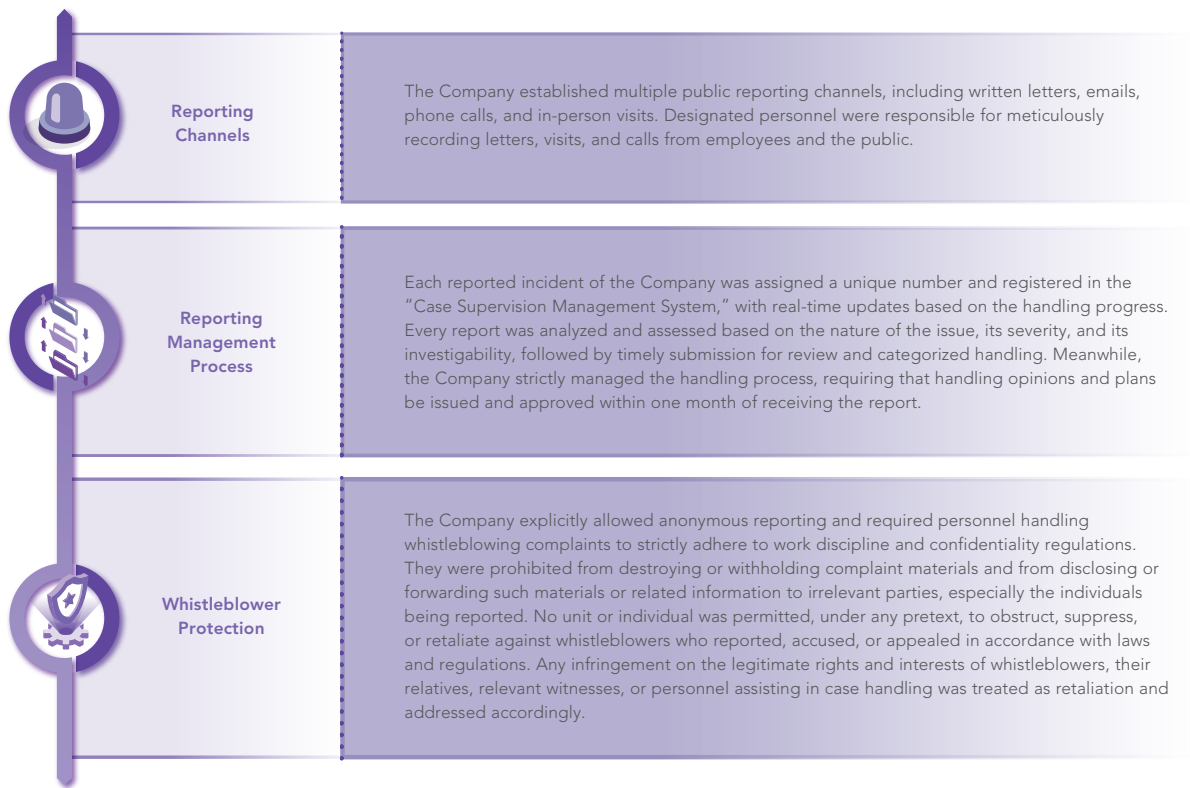 Reporting
Channels
The Company established multiple public reporting channels, including written letters, emails,
phone calls, and in-person visits. Designated personnel were responsible for meticulously
recording letters, visits, and calls from employees and the public.
Reporting
Management
Process
Each reported incident of the Company was assigned a unique number and registered in the
“Case Supervision Management System,” with real-time updates based on the handling progress.
Every report was analyzed and assessed based on the nature of the issue, its severity, and its
investigability, followed by timely submission for review and categorized handling. Meanwhile,
the Company strictly managed the handling process, requiring that handling opinions and plans
be issued and approved within one month of receiving the report.
Whistleblower
Protection
The Company explicitly allowed anonymous reporting and required personnel handling
whistleblowing complaints to strictly adhere to work discipline and confidentiality regulations.
They were prohibited from destroying or withholding complaint materials and from disclosing or
forwarding such materials or related information to irrelevant parties, especially the individuals
being reported. No unit or individual was permitted, under any pretext, to obstruct, suppress,
or retaliate against whistleblowers who reported, accused, or appealed in accordance with laws
and regulations. Any infringement on the legitimate rights and interests of whistleblowers, their
relatives, relevant witnesses, or personnel assisting in case handling was treated as retaliation and
addressed accordingly.